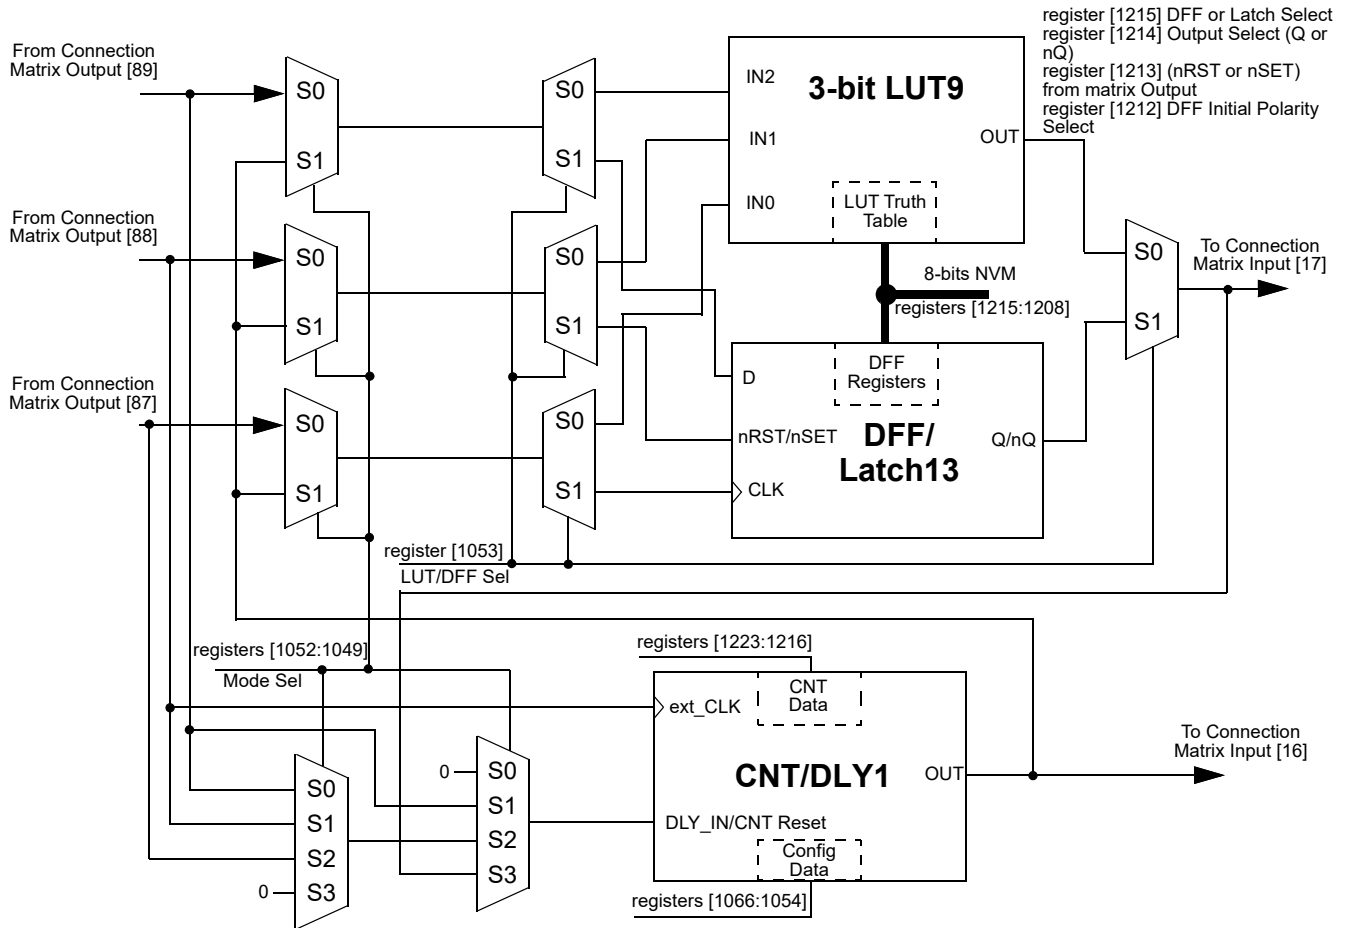 register [1215] DFF or Latch Select
register [1214] Output Select (Q or
nQ)
register [1213] (nRST or nSET)
from matrix Output
register [1212] DFF Initial Polarity
Select
From Connection
Matrix Output [89]
S0
S1
S0
S1
IN2
IN1
IN0
3-bit LUT9
OUT
LUT Truth
Table
From Connection
Matrix Output [88]
S0
S1
S0
S1
8-bits NVM
registers [1215:1208]
S0
S1
To Connection
Matrix Input [17]
From Connection
Matrix Output [87]
S0
S1
S0
S1
D
nRST/nSET
CLK
DFF
Registers
DFF/
Latch13
Q/nQ
register [1053]
LUT/DFF Sel
registers [1052:1049]
Mode Sel
registers [1223:1216]
ext_CLK
CNT
Data
CNT/DLY1
OUT
To Connection
Matrix Input [16]
DLY_IN/CNT Reset
Config
Data
registers [1066:1054]
S0
S1
S2
S3
0
0
S0
S1
S2
S3